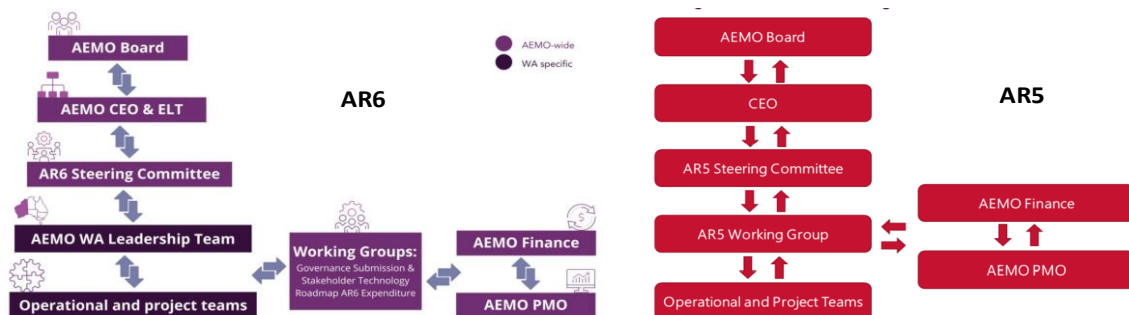 AEMO Board
AEMO-wide
WA specific
AEMO CEO & ELT
AR6
AR6 Steering Committee
AEMO WA Leadership Team
Working Groups:
Governance Submission &
Stakeholder Technology
Roadmap AR6 Expenditure
AEMO Finance
Operational and project teams
AEMO PMO
AEMO Board
CEO
AR5
AR5 Steering Committee
AEMO Finance
AR5 Working Group
AEMO PMO
Operational and Project Teams